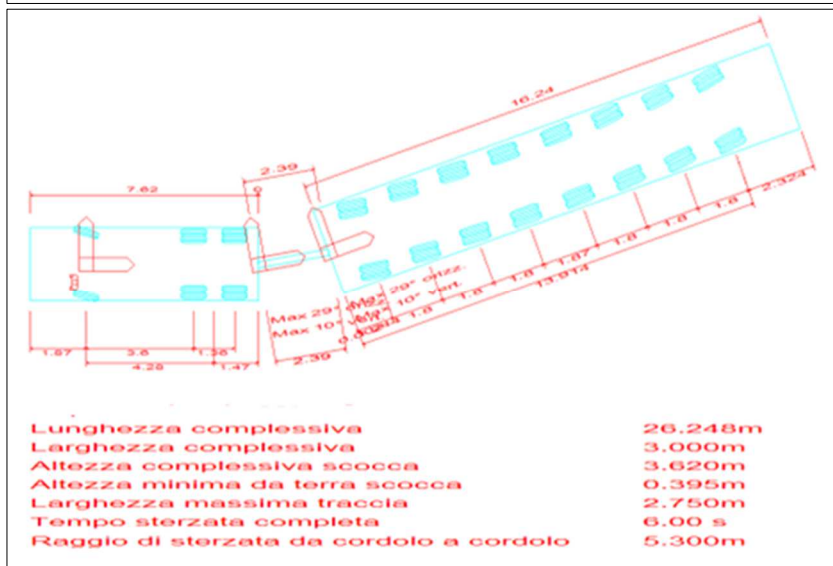 16.24
2.39
7.62
0
2.324
1.8
1.8
1.8
1.87
1.8
1.8
1.8
13.914
Max 29° orizz.
Max 10° vert.
2.39
1.87
3.6
1.36
4.28
1.47
Lunghezza complessiva 26.248m
Larghezza complessiva 3.000m
Altezza complessiva scocca 3.620m
Altezza minima da terra scocca 0.395m
Larghezza massima traccia 2.750m
Tempo sterzata completa 6.00 s
Raggio di sterzata da cordolo a cordolo 5.300m